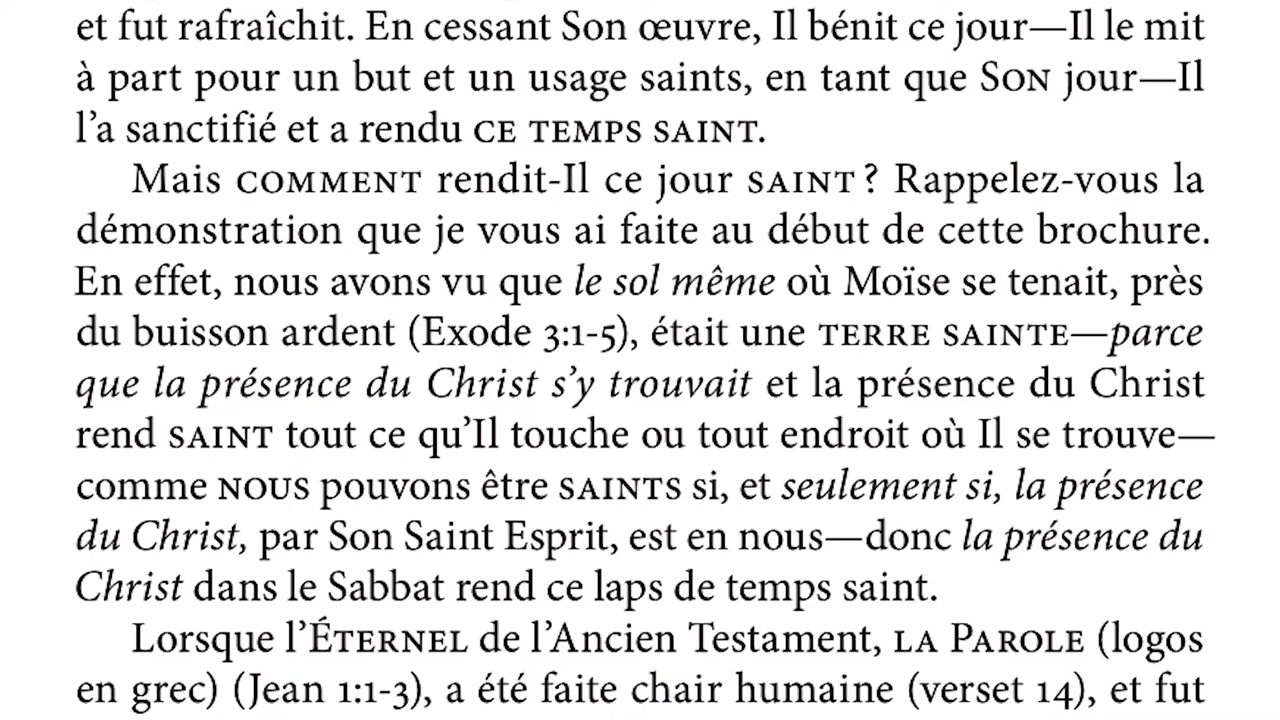 et fut rafraîchit. En cessant Son œuvre, Il bénit ce jour—Il le mit
à part pour un but et un usage saints, en tant que SON jour—Il
l’a sanctifié et a rendu CE TEMPS SAINT.
Mais COMMENT rendit-Il ce jour SAINT ? Rappelez-vous la
démonstration que je vous ai faite au début de cette brochure.
En effet, nous avons vu que le sol même où Moïse se tenait, près
du buisson ardent (Exode 3:1-5), était une TERRE SAINTE—parce
que la présence du Christ s’y trouvait et la présence du Christ
rend SAINT tout ce qu’Il touche ou tout endroit où Il se trouve—
comme NOUS pouvons être SAINTS si, et seulement si, la présence
du Christ, par Son Saint Esprit, est en nous—donc la présence du
Christ dans le Sabbat rend ce laps de temps saint.
Lorsque l’ÉTERNEL de l’Ancien Testament, LA PAROLE (logos
en grec) (Jean 1:1-3), a été faite chair humaine (verset 14), et fut